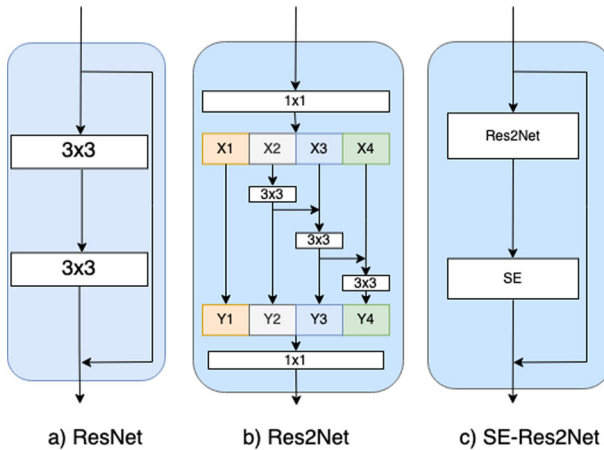 3x3
3x3
a) ResNet
1x1
X1 X2 X3 X4
3x3
3x3
3x3
Y1 Y2 Y3 Y4
1x1
b) Res2Net
Res2Net
SE
c) SE-Res2Net